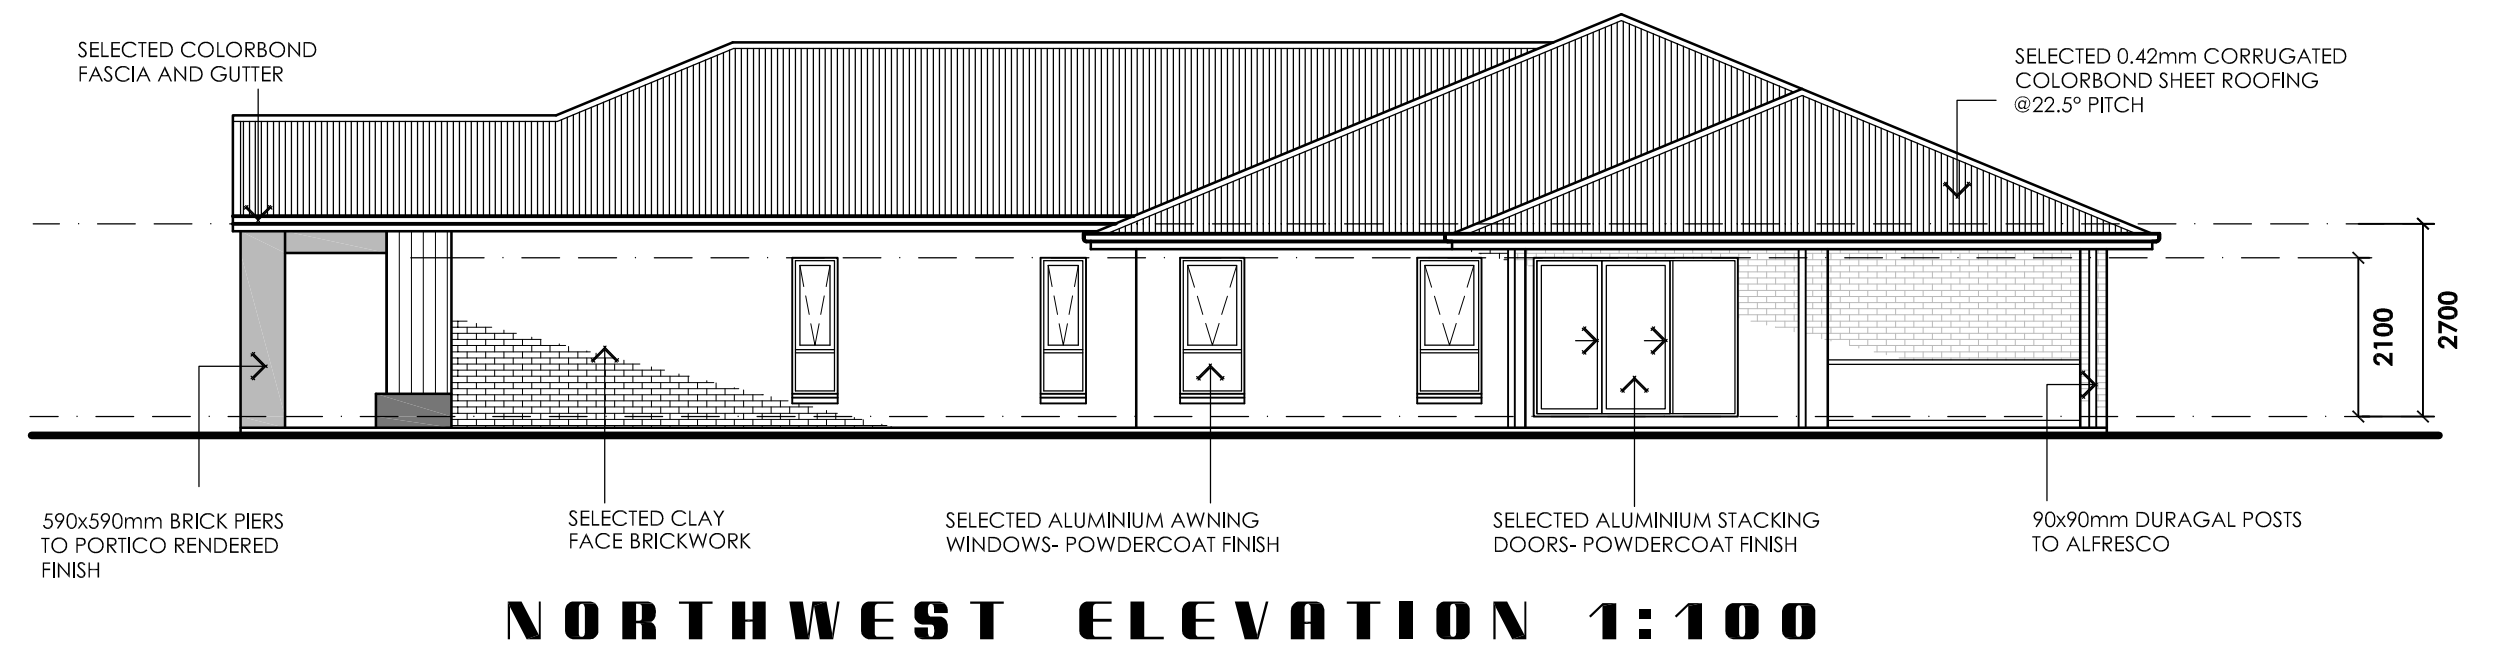 SELECTED COLORBOND
FASCIA AND GUTTER
SELECTED 0.42mm CORRUGATED
COLORBOND SHEET ROOFING
@22.5° PITCH
2100
2700
590x590mm BRICK PIERS
TO PORTICO RENDERED
FINISH
SELECTED CLAY
FACE BRICKWORK
SELECTED ALUMINIUM AWNING
WINDOWS- POWDERCOAT FINISH
SELECTED ALUMINIUM STACKING
DOORS- POWDERCOAT FINISH
90x90mm DURAGAL POSTS
TO ALFRESCO
NORTHWEST ELEVATION 1:100